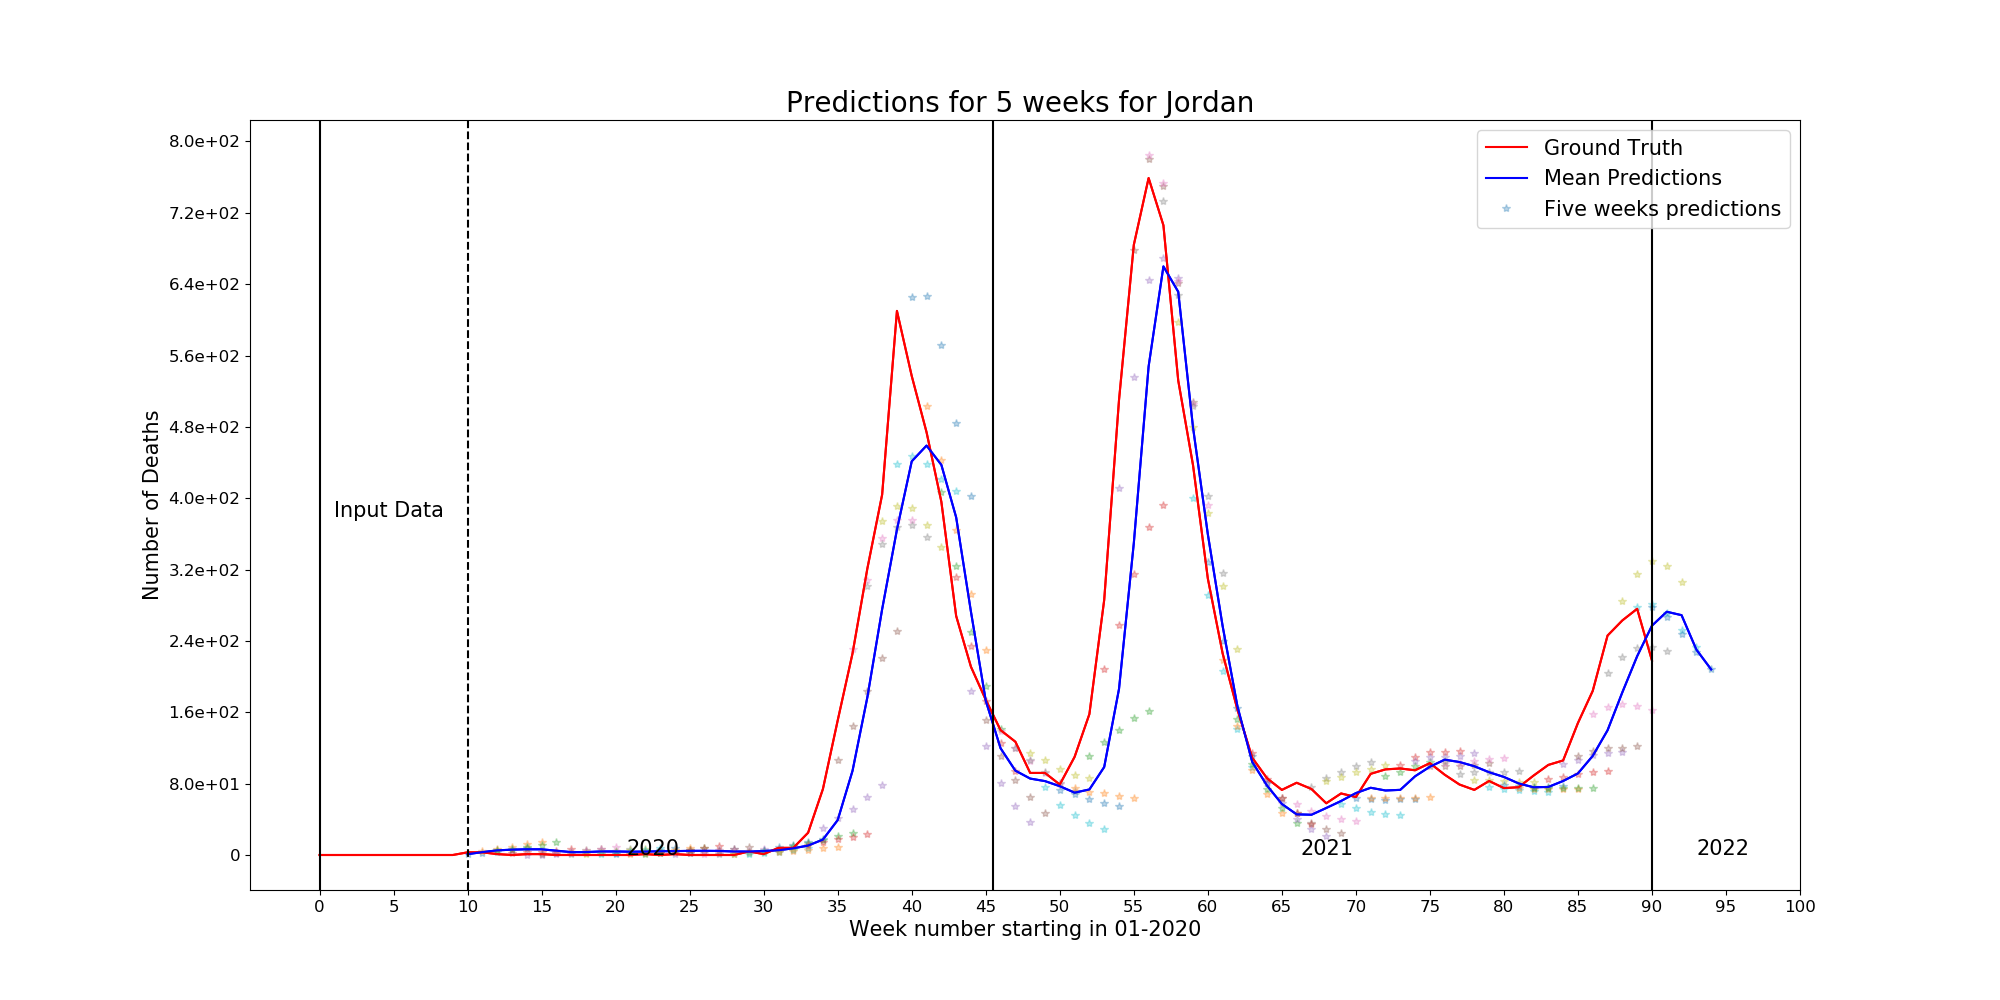 Predictions for 5 weeks for Jordan
8.0e+02
7.2e+02
6.4e+02
5.6e+02
4.8e+02
4.0e+02
3.2e+02
2.4e+02
1.6e+02
8.0e+01
0
Number of Deaths
Ground Truth
Mean Predictions
Five weeks predictions
Input Data
2020
2021
2022
0 5 10 15 20 25 30 35 40 45 50 55 60 65 70 75 80 85 90 95 100
Week number starting in 01-2020